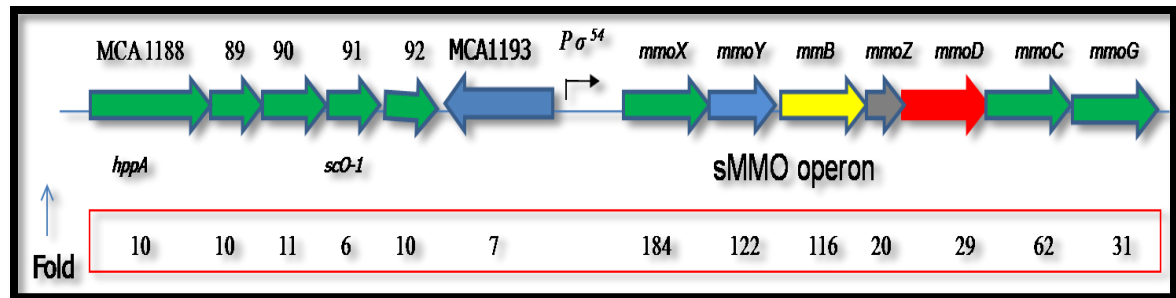 MCA1188 89 90 91 92 MCA1193 Pσ⁵⁴ mmoX mmoY mmB mmoZ mmoD mmoC mmoG
hppA scO-1 sMMO operon
Fold 10 10 11 6 10 7 184 122 116 20 29 62 31